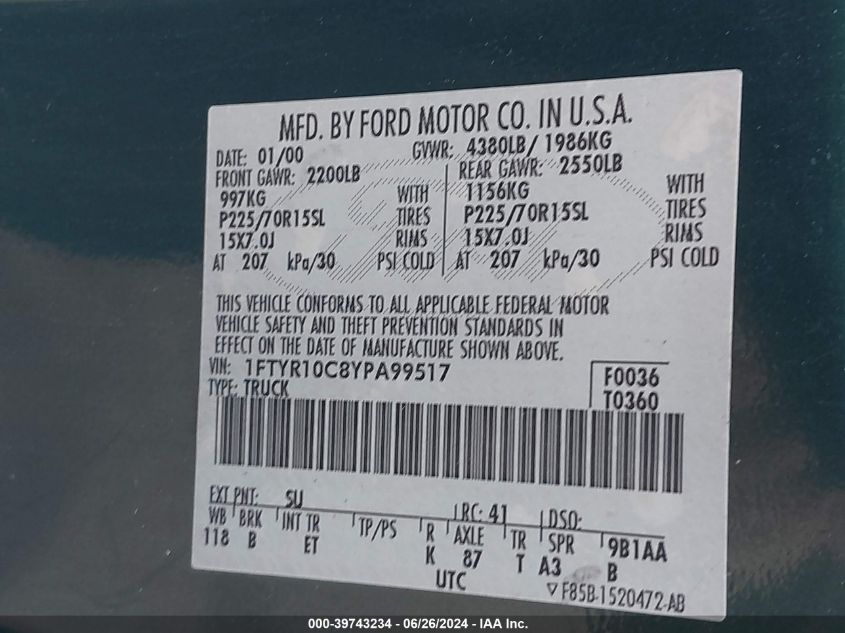 MFD. BY FORD MOTOR CO. IN U.S.A.
DATE: 01/00 GVWR: 4380LB/ 1986KG
FRONT GAWR: 2200LB REAR GAWR: 2550LB
997KG WITH 1156KG WITH
P225/70R15SL TIRES P225/70R15SL TIRES
15X7.0J RIMS 15X7.0J RIMS
AT 207 kPa/30 PSI COLD AT 207 kPa/30 PSI COLD
THIS VEHICLE CONFORMS TO ALL APPLICABLE FEDERAL MOTOR
VEHICLE SAFETY AND THEFT PREVENTION STANDARDS IN
EFFECT ON THE DATE OF MANUFACTURE SHOWN ABOVE.
VIN: 1FTYR10C8YPA99517 F0036
TYPE: TRUCK T0360
EXT PNT: SU RC: 41 DSO:
WB BRK INT TR TP/PS R AXLE TR SPR 9B1AA
118 B ET K 87 T A3 B
UTC ▽ F85B-1520472-AB
000-39743234 - 06/26/2024 - IAA Inc.